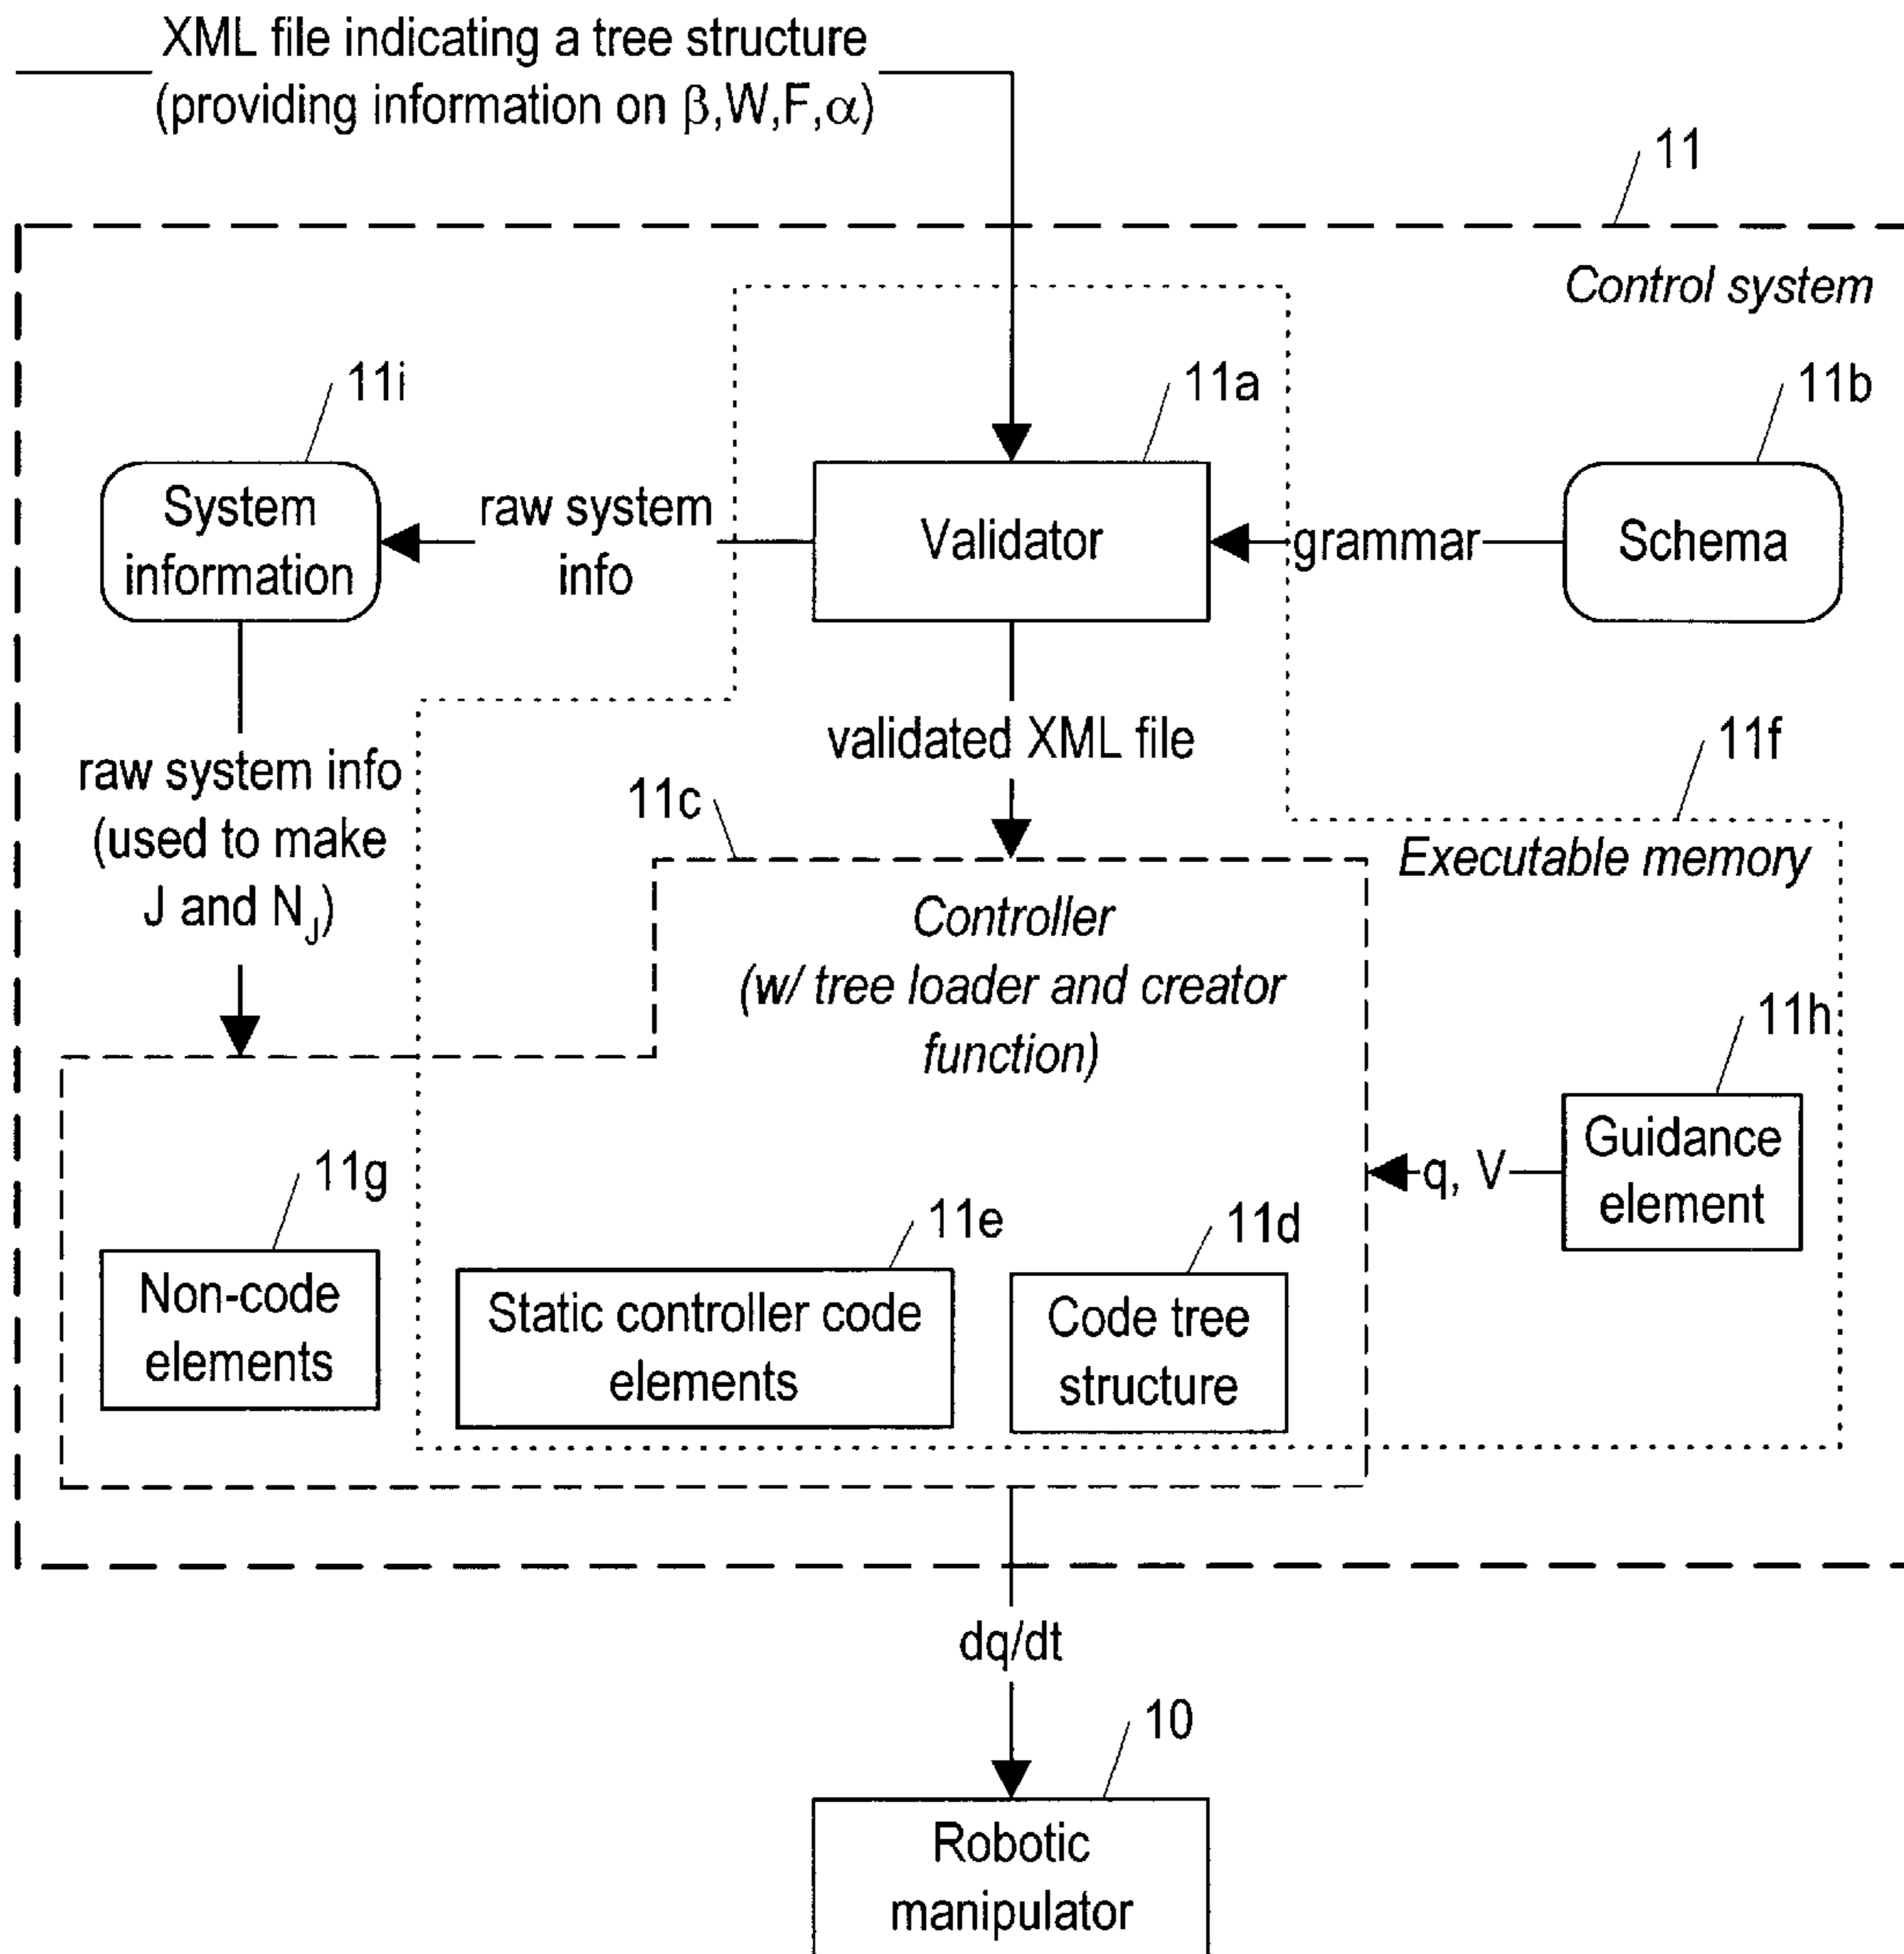 XML file indicating a tree structure
(providing information on β,W,F,α)
11
Control system
11i
11a
11b
System
information
raw system
info
Validator
grammar
Schema
validated XML file
11f
raw system info
(used to make
J and N_J)
11c
Executable memory
Controller
(w/ tree loader and creator
function)
11h
Guidance
element
q, V
11g
11e
11d
Non-code
elements
Static controller code
elements
Code tree
structure
dq/dt
10
Robotic
manipulator